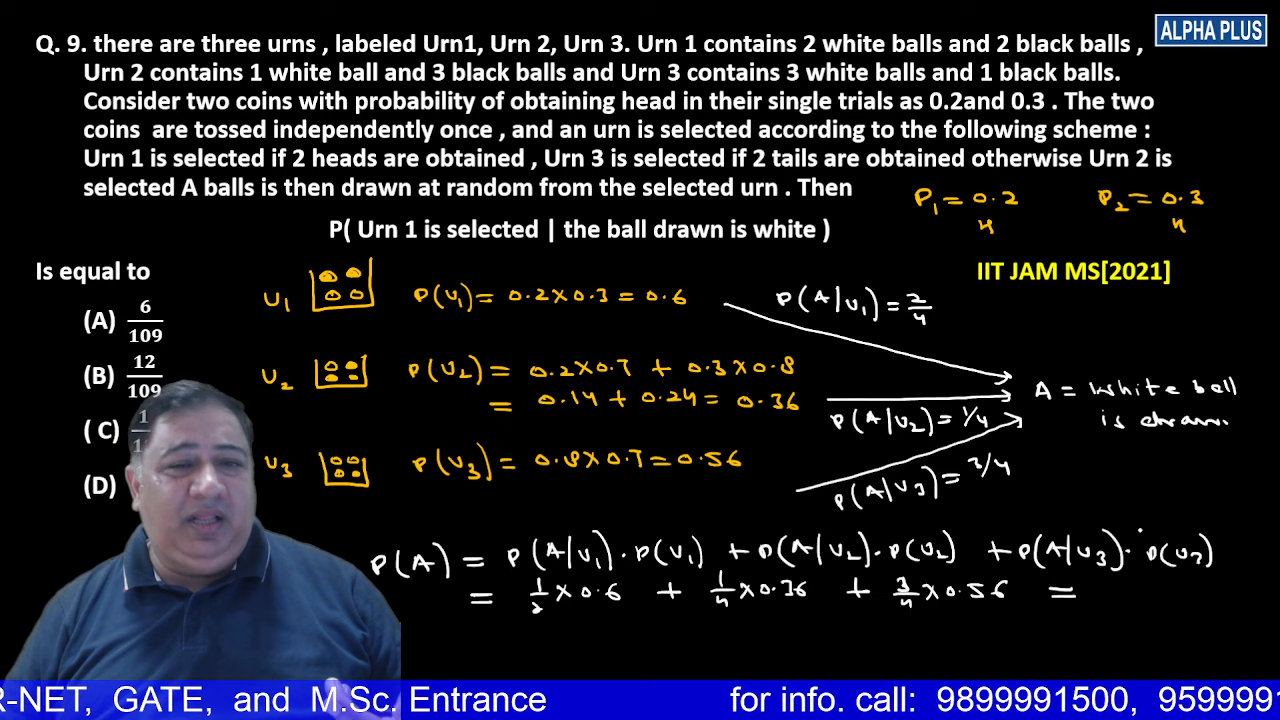 ALPHA PLUS
Q. 9. there are three urns , labeled Urn1, Urn 2, Urn 3. Urn 1 contains 2 white balls and 2 black balls ,
Urn 2 contains 1 white ball and 3 black balls and Urn 3 contains 3 white balls and 1 black balls.
Consider two coins with probability of obtaining head in their single trials as 0.2and 0.3 . The two
coins are tossed independently once , and an urn is selected according to the following scheme :
Urn 1 is selected if 2 heads are obtained , Urn 3 is selected if 2 tails are obtained otherwise Urn 2 is
selected A balls is then drawn at random from the selected urn . Then
P₁ = 0.2 P₂ = 0.3
H H
P( Urn 1 is selected | the ball drawn is white )
Is equal to
IIT JAM MS[2021]
U₁ P(U₁) = 0.2×0.3 = 0.6 P(A|U₁) = 2/4
(A) 6/109
U₂ P(U₂) = 0.2×0.7 + 0.3×0.8
= 0.14 + 0.24 = 0.36
A = White ball
is drawn.
(B) 12/109
P(A|U₂) = 1/4
( C) 1
U₃ P(U₃) = 0.8×0.7 = 0.56
P(A|U₃) = 3/4
(D)
P(A) = P(A|U₁)·P(U₁) + P(A|U₂)·P(U₂) + P(A|U₃)·P(U₃)
= 1/2 × 0.6 + 1/4 × 0.36 + 3/4 × 0.56 =
R-NET, GATE, and M.Sc. Entrance for info. call: 9899991500, 9599991